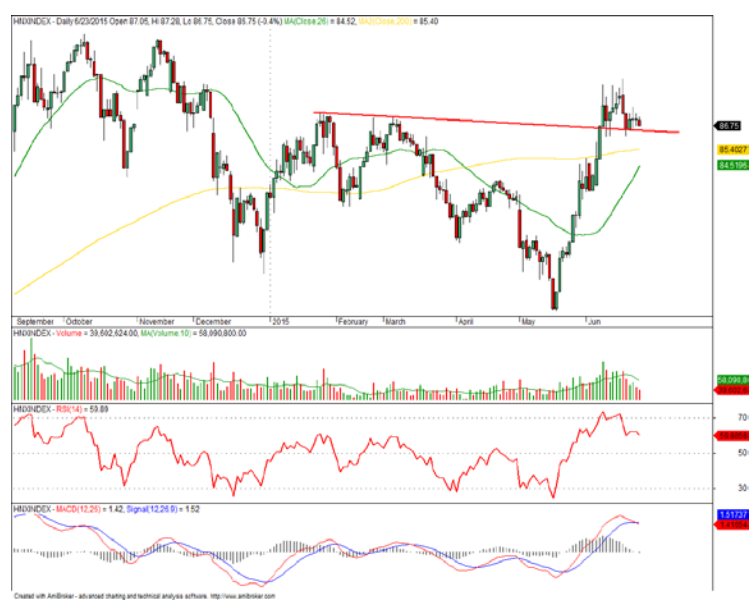 HNXINDEX - Daily 6/23/2015 Open 87.05, Hi 87.28, Lo 86.75, Close 86.75 (-0.4%) MA(Close,26) = 84.52, MA2(Close,200) = 85.40
86.75
85.4027
84.5196
September October November December 2015 February March April May Jun
HNXINDEX - Volume = 39,602,624.00, MA(Volume,10) = 58,090,800.00
HNXINDEX - RSI(14) = 59.89
70
50
30
HNXINDEX - MACD(12,26) = 1.42, Signal(12,26,9) = 1.52
1.51737
Created with AmiBroker - advanced charting and technical analysis software. http://www.amibroker.com